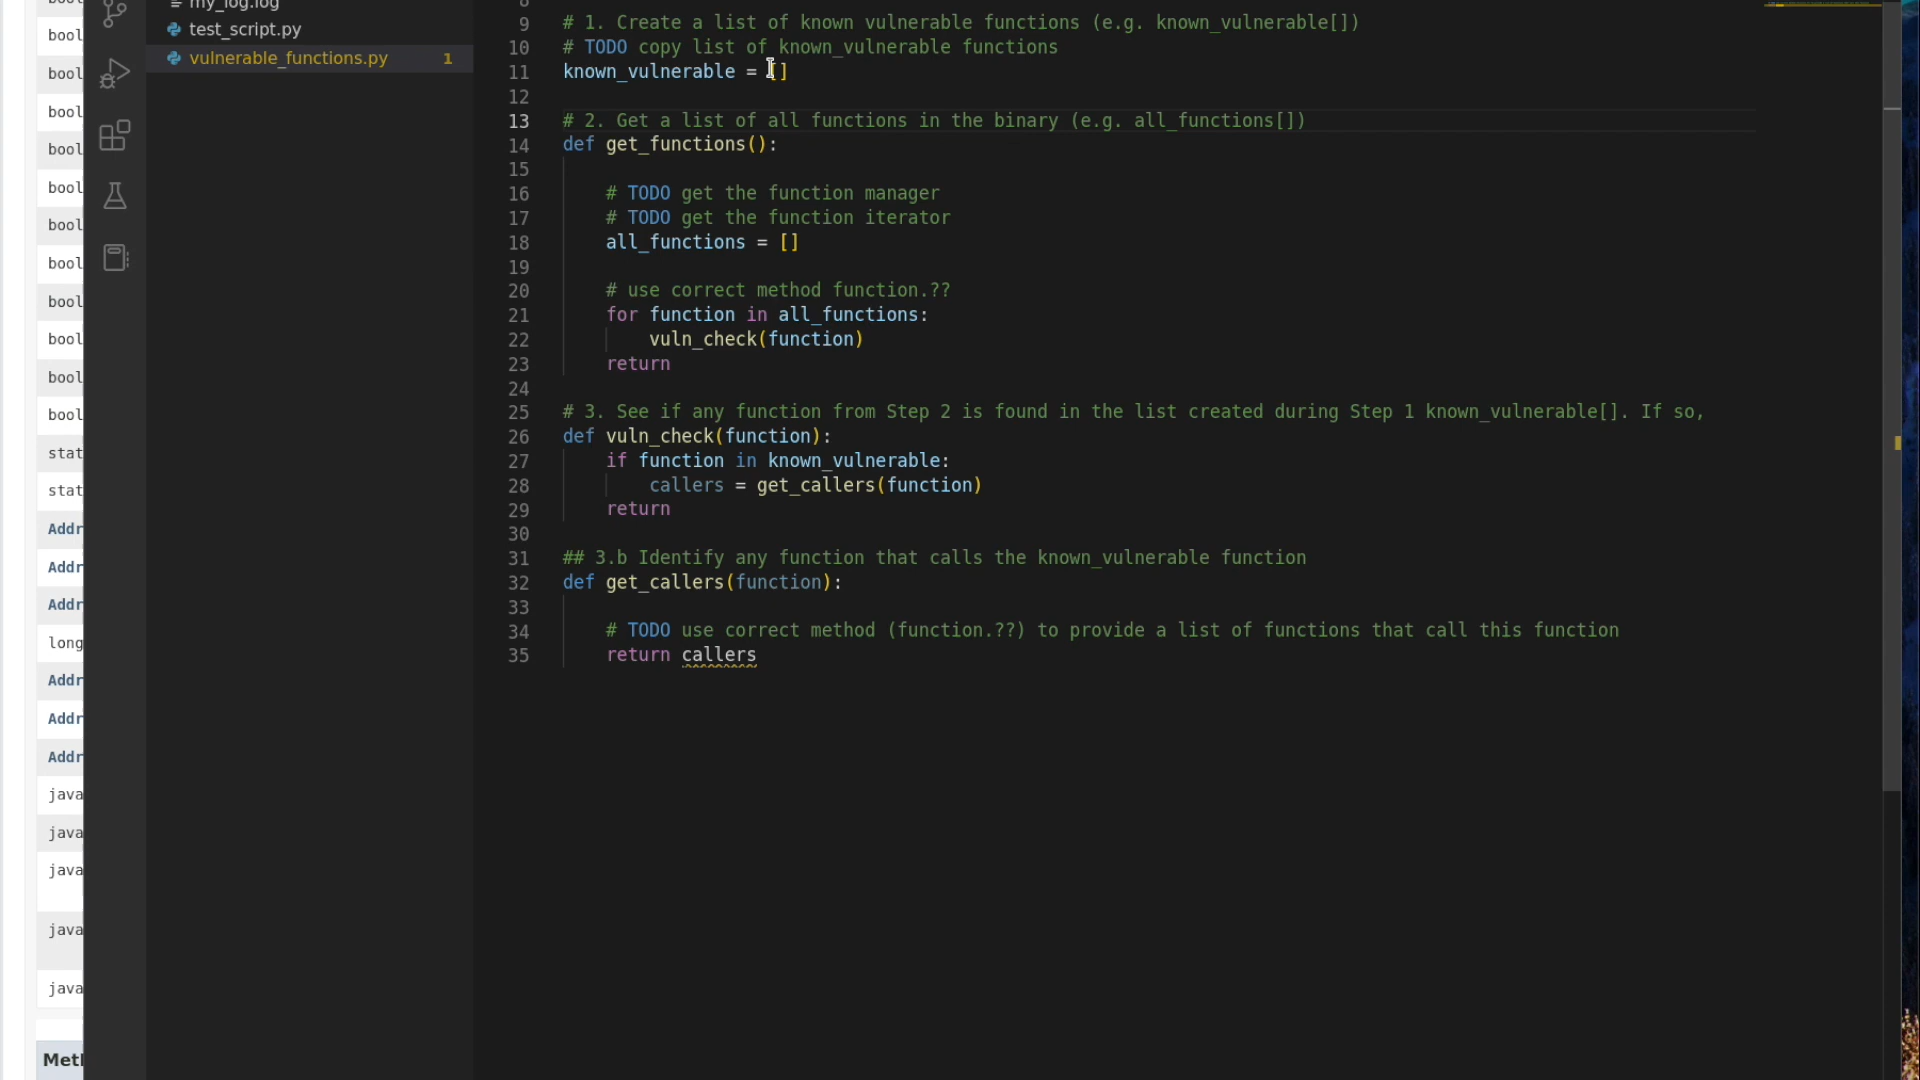 bool
bool
bool
bool
bool
bool
bool
bool
bool
bool
bool
stat
stat
Addr
Addr
Addr
long
Addr
Addr
Addr
java
java
java
java
java
Met
my_log.log
test_script.py
vulnerable_functions.py 1
8
9 # 1. Create a list of known vulnerable functions (e.g. known_vulnerable[])
10 # TODO copy list of known_vulnerable functions
11 known_vulnerable = []
12
13 # 2. Get a list of all functions in the binary (e.g. all_functions[])
14 def get_functions():
15
16 # TODO get the function manager
17 # TODO get the function iterator
18 all_functions = []
19
20 # use correct method function.??
21 for function in all_functions:
22 vuln_check(function)
23 return
24
25 # 3. See if any function from Step 2 is found in the list created during Step 1 known_vulnerable[]. If so,
26 def vuln_check(function):
27 if function in known_vulnerable:
28 callers = get_callers(function)
29 return
30
31 ## 3.b Identify any function that calls the known_vulnerable function
32 def get_callers(function):
33
34 # TODO use correct method (function.??) to provide a list of functions that call this function
35 return callers